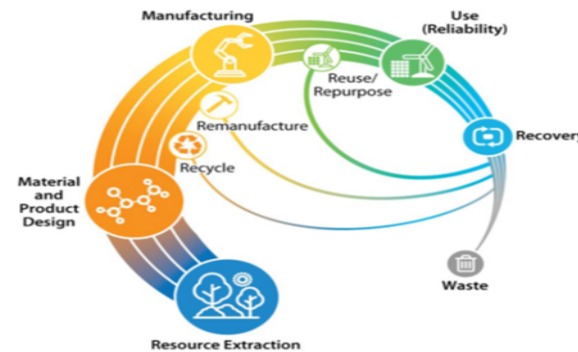 Manufacturing
Use
(Reliability)
Reuse/
Repurpose
Remanufacture
Recovery
Recycle
Material
and
Product
Design
Waste
Resource Extraction